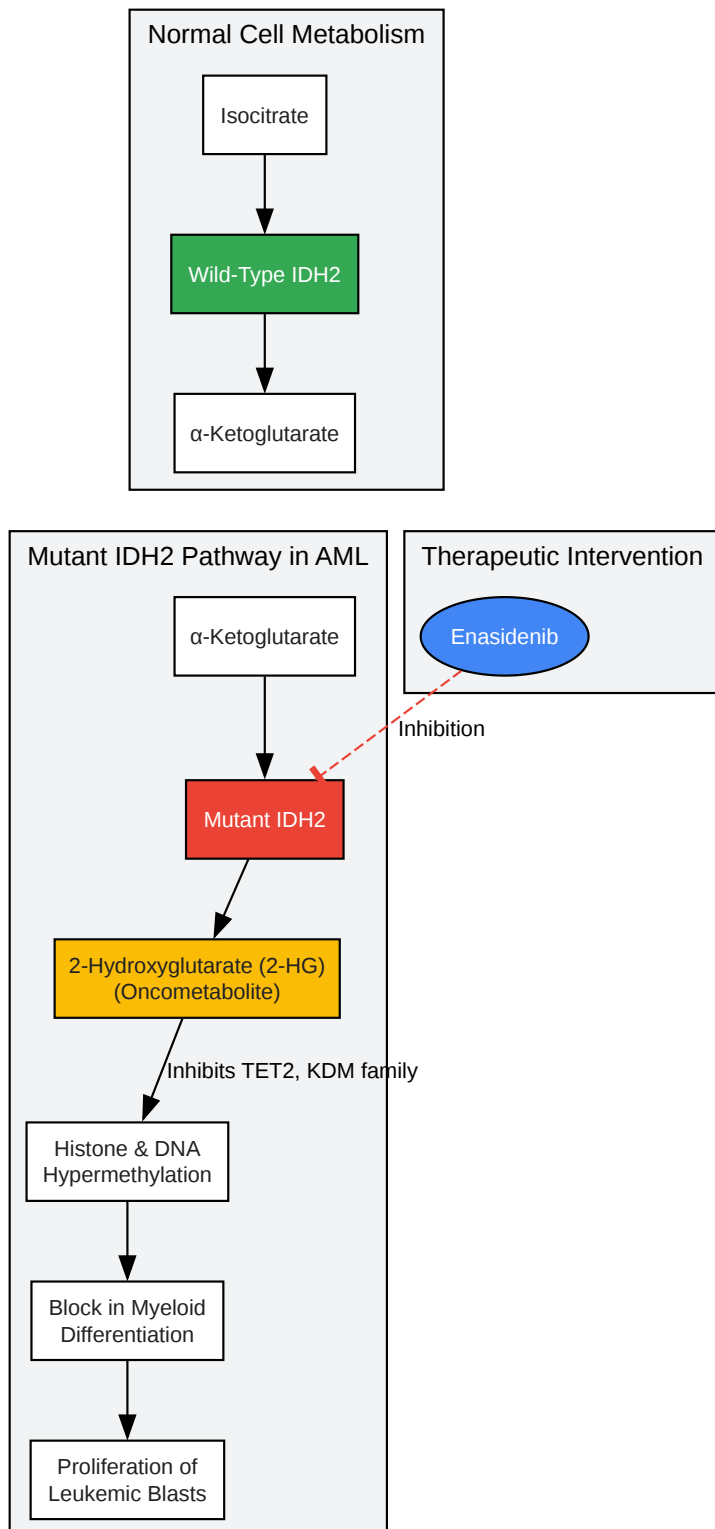 Normal Cell Metabolism
Isocitrate
Wild-Type IDH2
α-Ketoglutarate
Mutant IDH2 Pathway in AML
α-Ketoglutarate
Mutant IDH2
2-Hydroxyglutarate (2-HG)
(Oncometabolite)
Inhibits TET2, KDM family
Histone & DNA
Hypermethylation
Block in Myeloid
Differentiation
Proliferation of
Leukemic Blasts
Therapeutic Intervention
Enasidenib
Inhibition